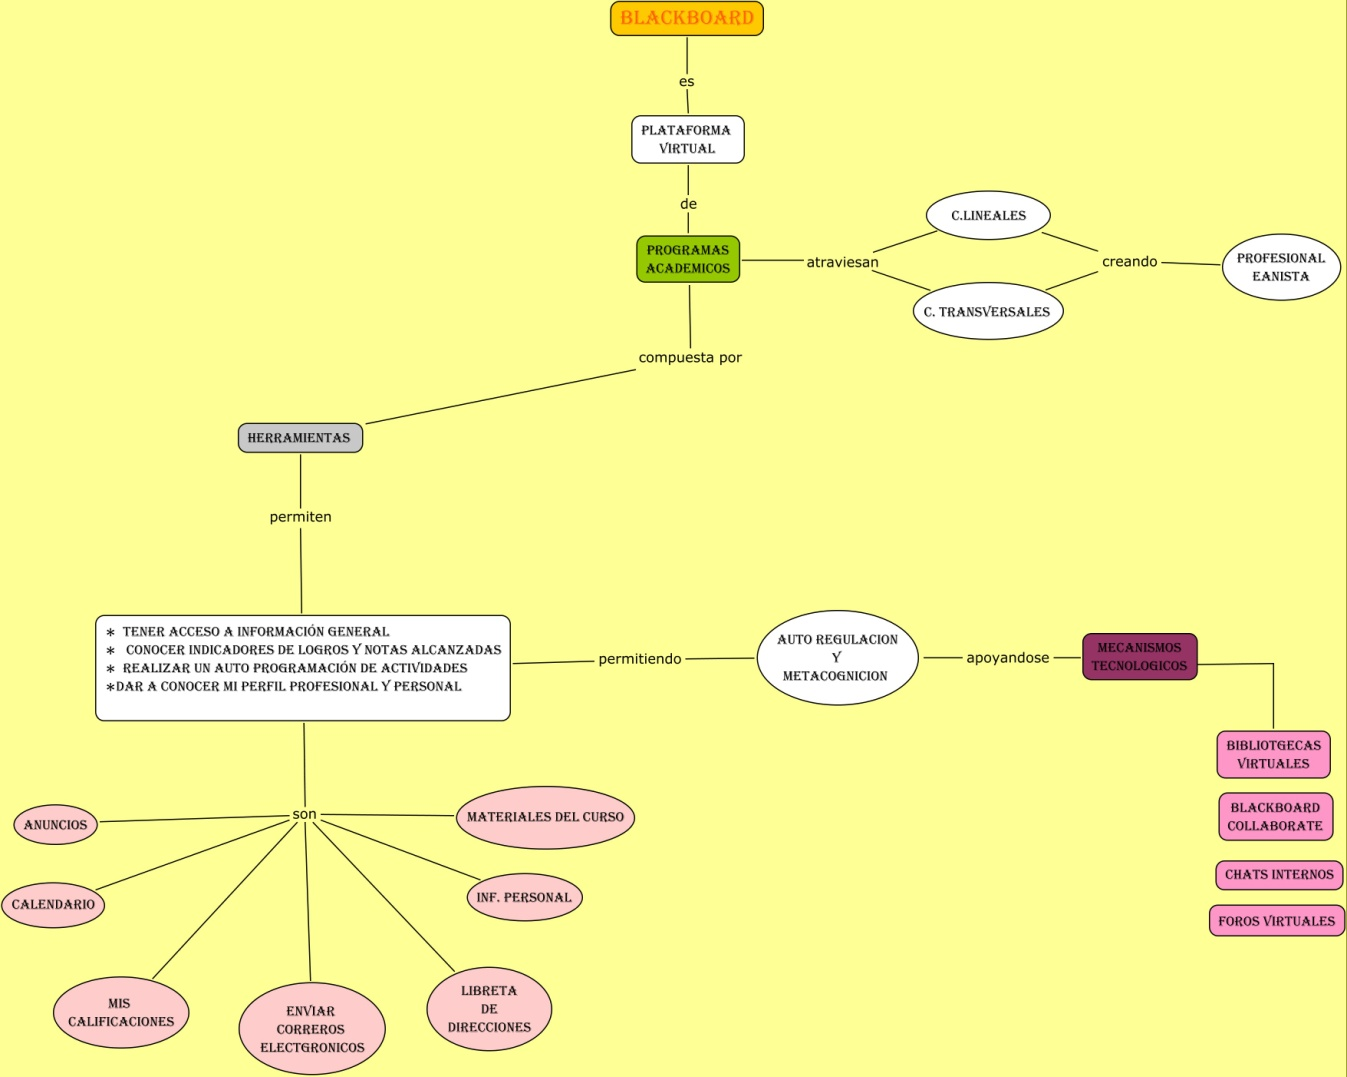 BLACKBOARD
es
PLATAFORMA
VIRTUAL
de
PROGRAMAS
ACADEMICOS
atraviesan
C.LINEALES
C. TRANSVERSALES
creando
PROFESIONAL
EANISTA
compuesta por
HERRAMIENTAS
permiten
* TENER ACCESO A INFORMACIÓN GENERAL
* CONOCER INDICADORES DE LOGROS Y NOTAS ALCANZADAS
* REALIZAR UN AUTO PROGRAMACIÓN DE ACTIVIDADES
*DAR A CONOCER MI PERFIL PROFESIONAL Y PERSONAL
permitiendo
AUTO REGULACION
Y
METACOGNICION
apoyandose
MECANISMOS
TECNOLOGICOS
BIBLIOTGECAS
VIRTUALES
BLACKBOARD
COLLABORATE
CHATS INTERNOS
FOROS VIRTUALES
son
ANUNCIOS
CALENDARIO
MIS
CALIFICACIONES
ENVIAR
CORREROS
ELECTGRONICOS
LIBRETA
DE
DIRECCIONES
INF. PERSONAL
MATERIALES DEL CURSO